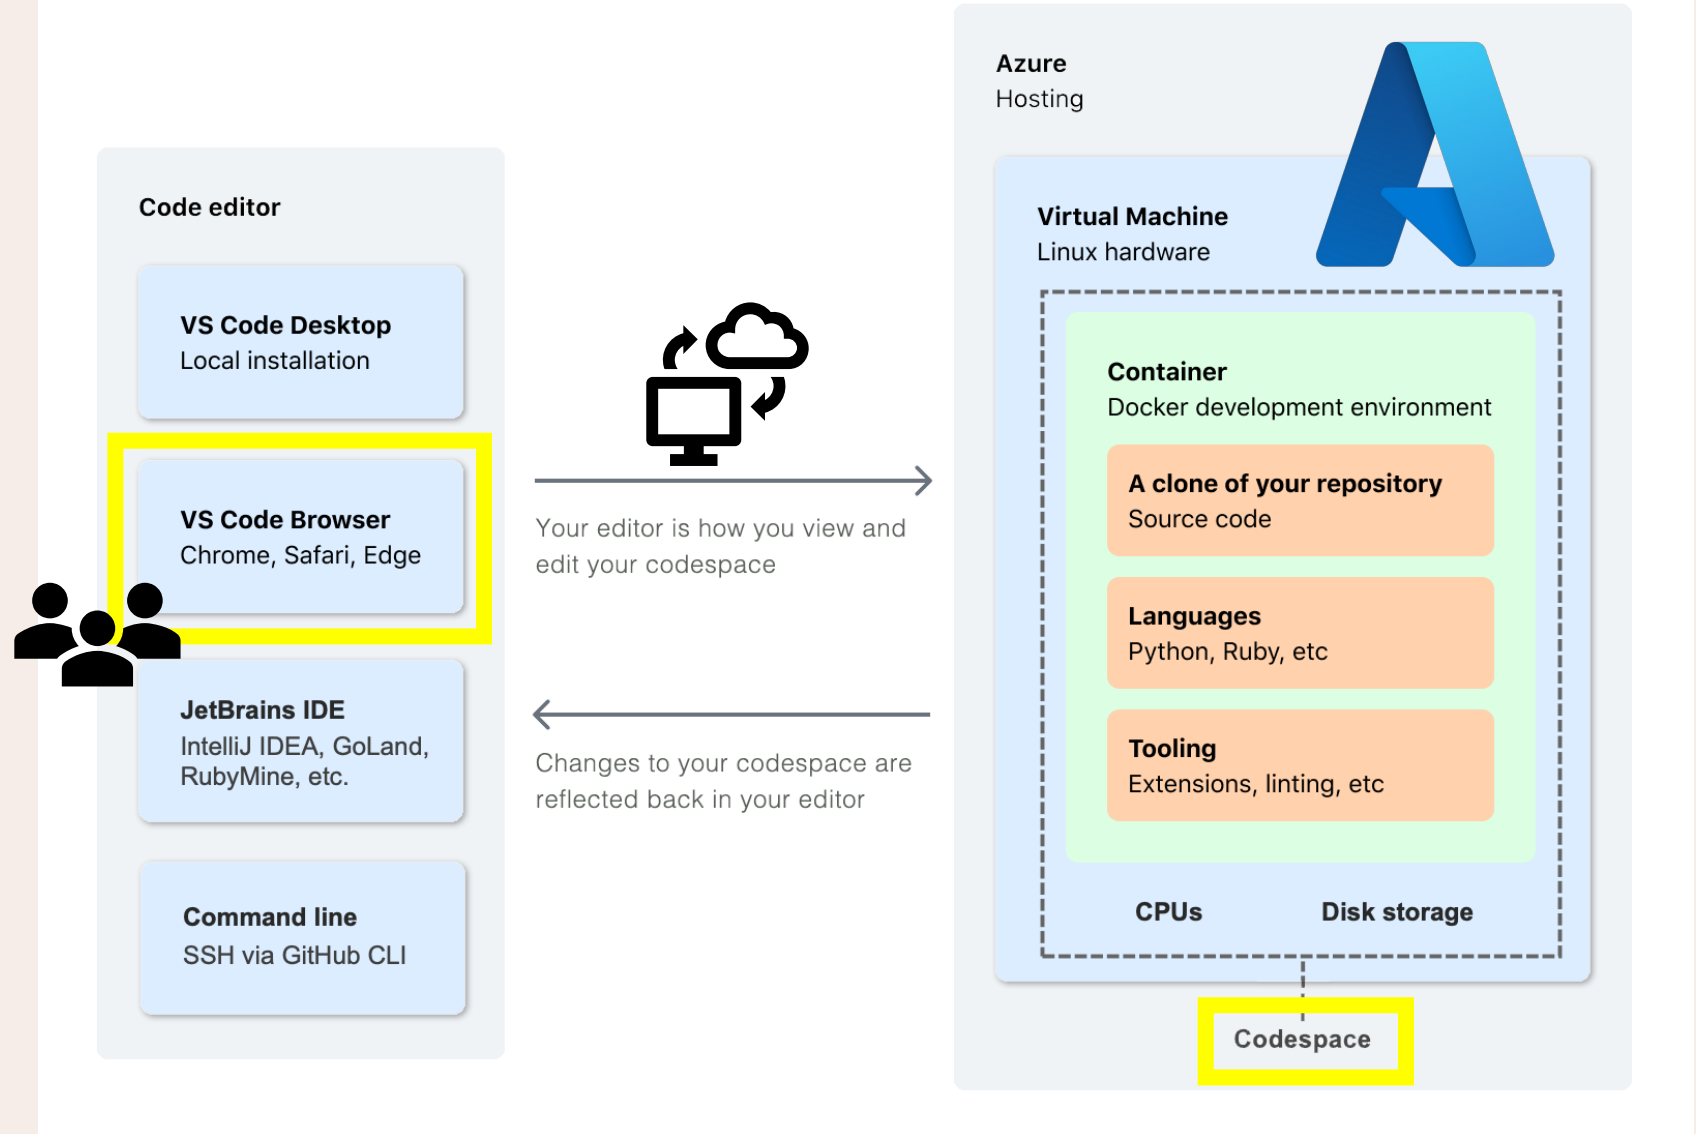 Code editor
VS Code Desktop
Local installation
VS Code Browser
Chrome, Safari, Edge
JetBrains IDE
IntelliJ IDEA, GoLand,
RubyMine, etc.
Command line
SSH via GitHub CLI
Your editor is how you view and
edit your codespace
Changes to your codespace are
reflected back in your editor
Azure
Hosting
Virtual Machine
Linux hardware
Container
Docker development environment
A clone of your repository
Source code
Languages
Python, Ruby, etc
Tooling
Extensions, linting, etc
CPUs
Disk storage
Codespace